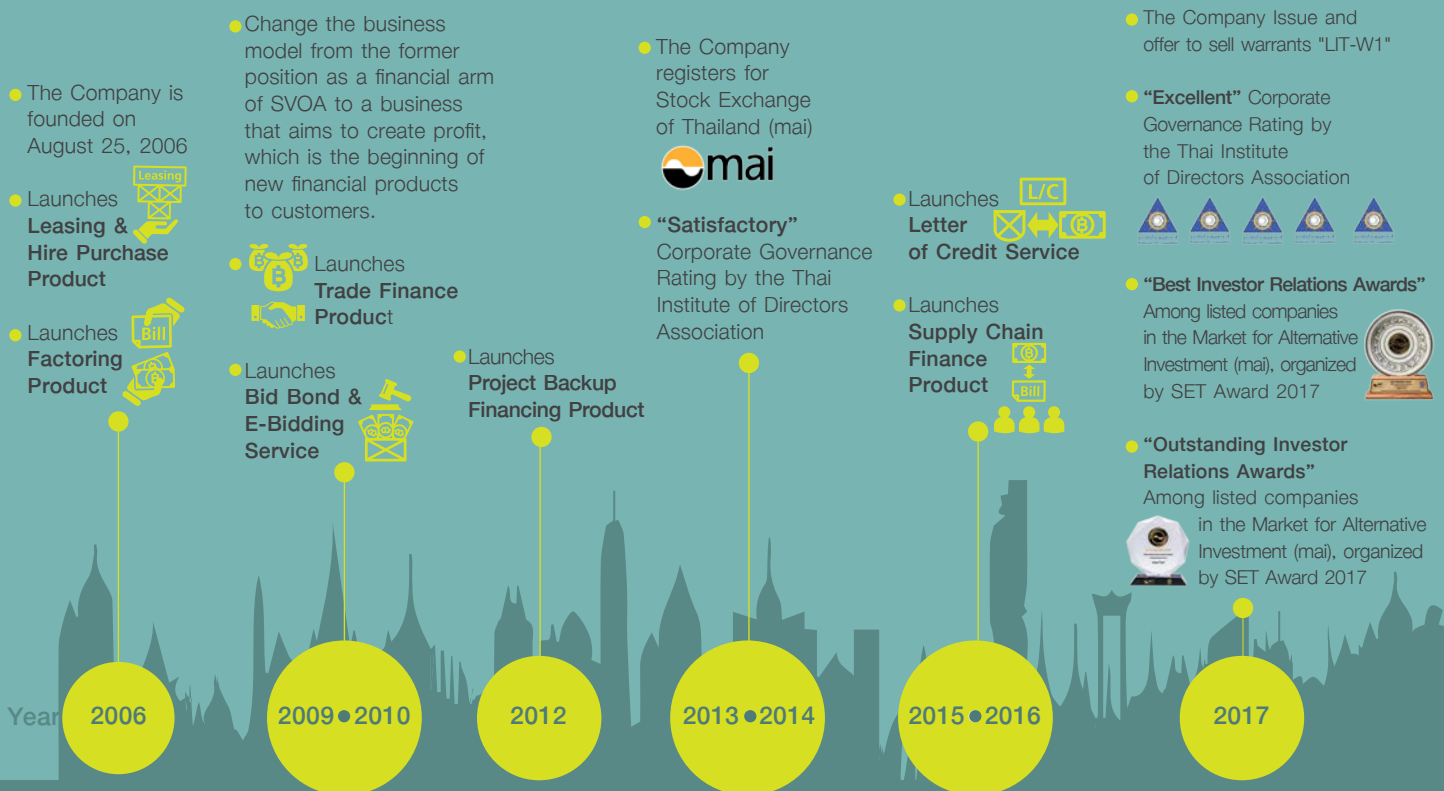 The Company is
founded on
August 25, 2006
Launches
Leasing &
Hire Purchase
Product
Leasing
Launches
Factoring
Product
Bill
Change the business
model from the former
position as a financial arm
of SVOA to a business
that aims to create profit,
which is the beginning of
new financial products
to customers.
Launches
Trade Finance
Product
Launches
Bid Bond &
E-Bidding
Service
Launches
Project Backup
Financing Product
The Company
registers for
Stock Exchange
of Thailand (mai)
mai
“Satisfactory”
Corporate Governance
Rating by the Thai
Institute of Directors
Association
Launches
Letter
of Credit Service
L/C
Launches
Supply Chain
Finance
Product
Bill
The Company Issue and
offer to sell warrants "LIT-W1"
“Excellent” Corporate
Governance Rating by
the Thai Institute
of Directors Association
“Best Investor Relations Awards”
Among listed companies
in the Market for Alternative
Investment (mai), organized
by SET Award 2017
“Outstanding Investor
Relations Awards”
Among listed companies
in the Market for Alternative
Investment (mai), organized
by SET Award 2017
Year
2006
2009 • 2010
2012
2013 • 2014
2015 • 2016
2017